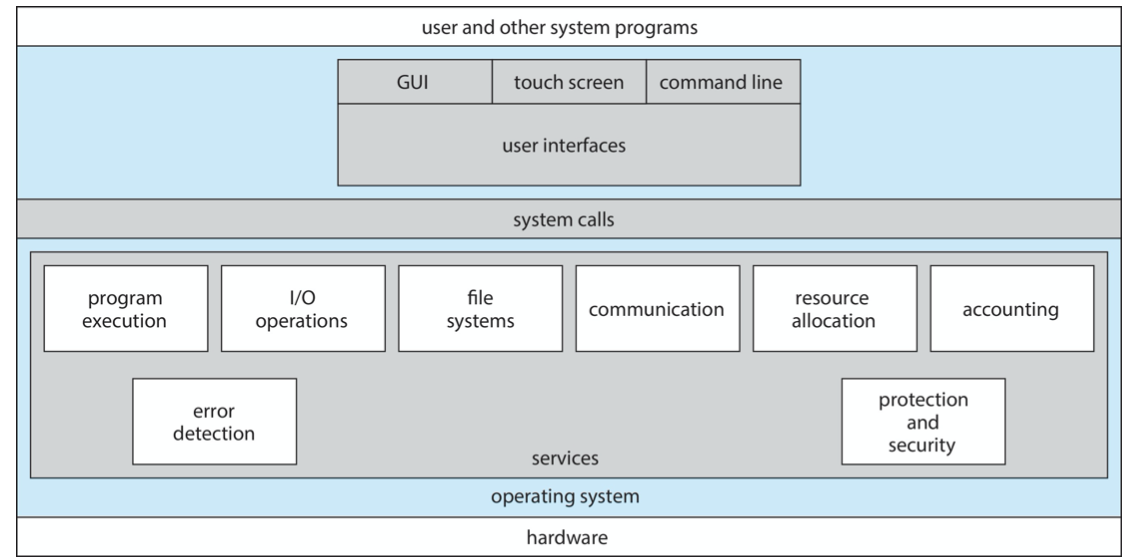 user and other system programs
GUI
touch screen
command line
user interfaces
system calls
program
execution
I/O
operations
file
systems
communication
resource
allocation
accounting
error
detection
protection
and
security
services
operating system
hardware